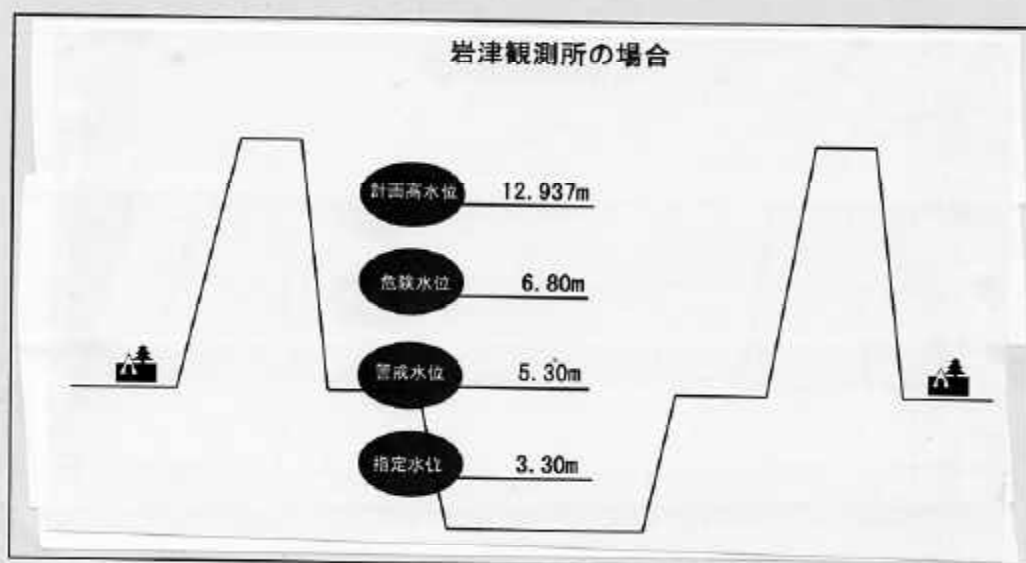 岩津観測所の場合
計画高水位 12.937m
危険水位 6.80m
警戒水位 5.30m
指定水位 3.30m